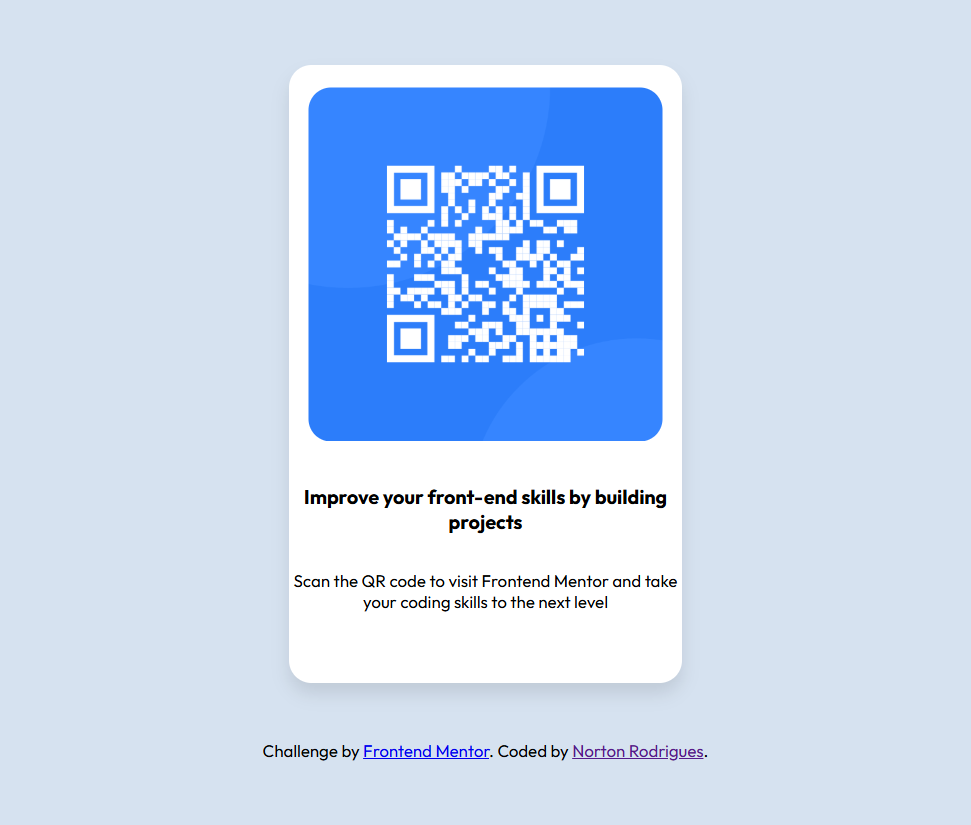 Improve your front-end skills by building
projects
Scan the QR code to visit Frontend Mentor and take
your coding skills to the next level
Challenge by Frontend Mentor. Coded by Norton Rodrigues.